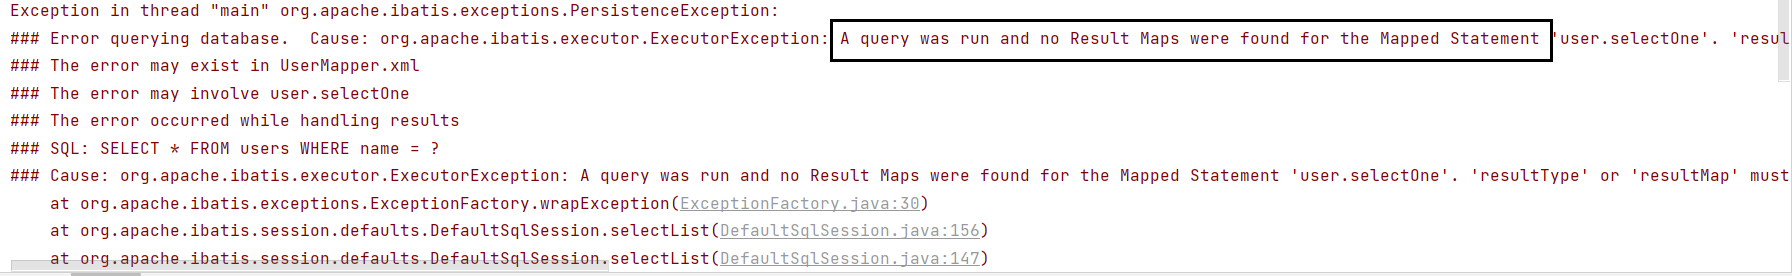 Exception in thread "main" org.apache.ibatis.exceptions.PersistenceException:
### Error querying database.  Cause: org.apache.ibatis.executor.ExecutorException: A query was run and no Result Maps were found for the Mapped Statement 'user.selectOne'. 'resul
### The error may exist in UserMapper.xml
### The error may involve user.selectOne
### The error occurred while handling results
### SQL: SELECT * FROM users WHERE name = ?
### Cause: org.apache.ibatis.executor.ExecutorException: A query was run and no Result Maps were found for the Mapped Statement 'user.selectOne'. 'resultType' or 'resultMap' must
    at org.apache.ibatis.exceptions.ExceptionFactory.wrapException(ExceptionFactory.java:30)
    at org.apache.ibatis.session.defaults.DefaultSqlSession.selectList(DefaultSqlSession.java:156)
    at org.apache.ibatis.session.defaults.DefaultSqlSession.selectList(DefaultSqlSession.java:147)